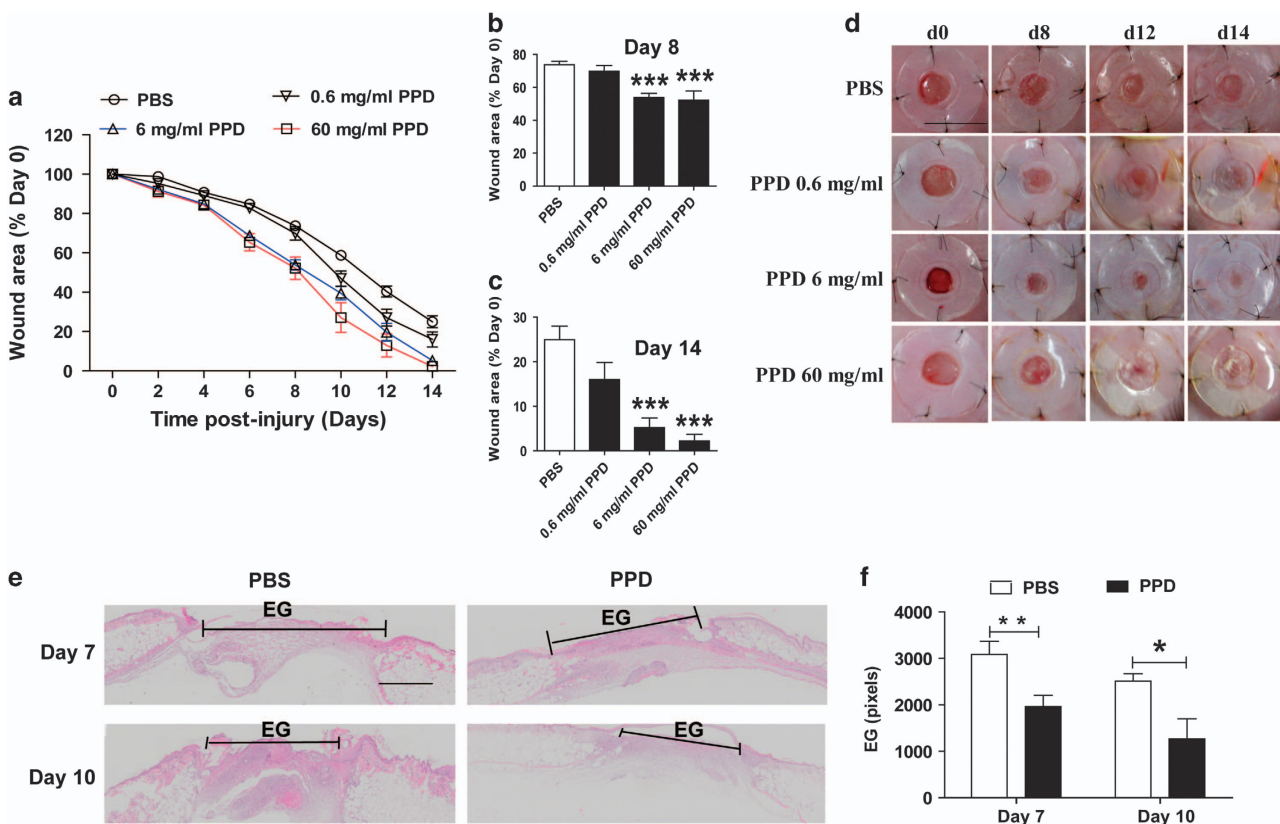 a
PBS
0.6 mg/ml PPD
6 mg/ml PPD
60 mg/ml PPD
120
100
80
60
40
20
0
Wound area (% Day 0)
0 2 4 6 8 10 12 14
Time post-injury (Days)
b
Day 8
80
60
40
20
0
Wound area (% Day 0)
*** ***
PBS
0.6 mg/ml PPD
6 mg/ml PPD
60 mg/ml PPD
c
Day 14
30
20
10
0
Wound area (% Day 0)
*** ***
PBS
0.6 mg/ml PPD
6 mg/ml PPD
60 mg/ml PPD
d
d0 d8 d12 d14
PBS
PPD 0.6 mg/ml
PPD 6 mg/ml
PPD 60 mg/ml
e
PBS PPD
Day 7
EG EG
Day 10
EG EG
f
PBS PPD
4000
3000
2000
1000
0
EG (pixels)
** *
Day 7 Day 10